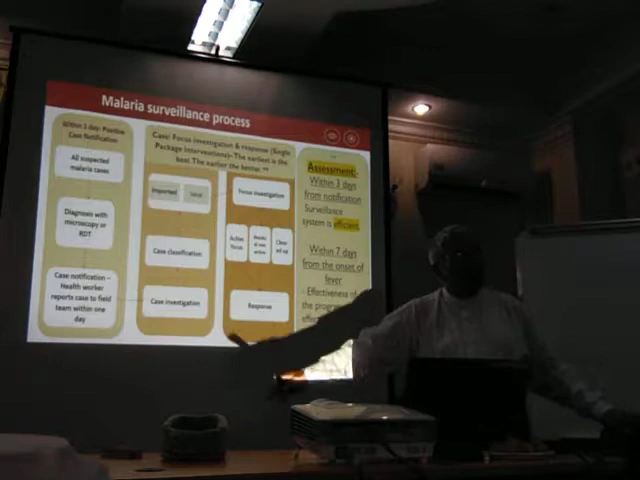 Malaria surveillance process
Within 1 day: Positive
Case Notification
All suspected
malaria cases
Diagnosis with
microscopy or
RDT
Case notification –
Health worker
reports case to field
team within one
day
Case/ Focus investigation & response (Single
Package Interventions)-The earliest is the
best. The earlier the better.
Imported
Local
Case classification
Case investigation
Focus investigation
Active
focus
Response
Assessment:
Within 3 days
from notification
Surveillance
system is efficient
Within 7 days
from the onset of
fever
- Effectiveness of
the